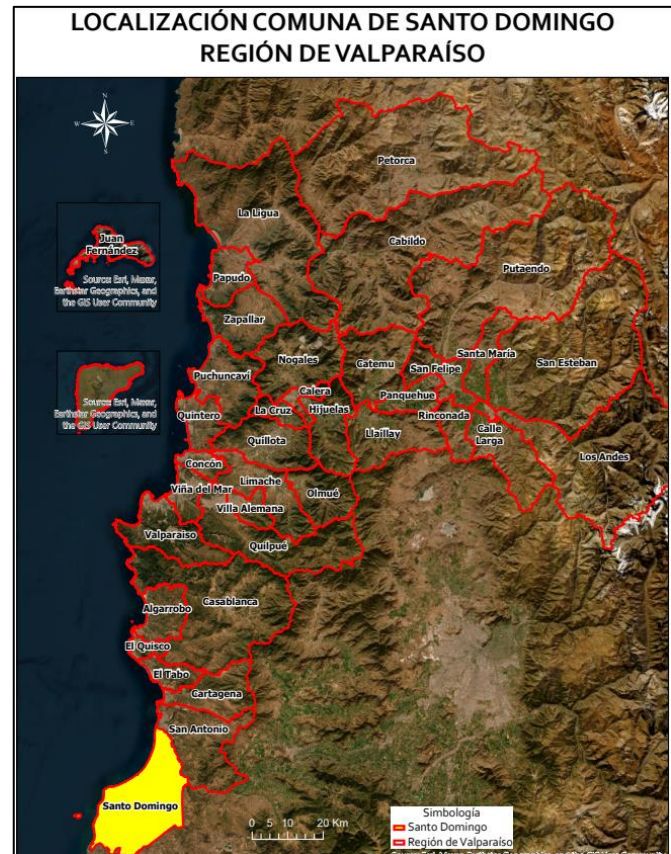 LOCALIZACIÓN COMUNA DE SANTO DOMINGO
REGIÓN DE VALPARAÍSO
N
W
E
S
Petorca
La Ligua
Juan
Fernández
Cabildo
Source: Esri, Maxar,
Earthstar Geographics, and
the GIS User Community
Papudo
Putaendo
Zapallar
Nogales
Catemu
Santa María
San Esteban
San Felipe
Puchuncaví
Source: Esri, Maxar,
Earthstar Geographics, and
the GIS User Community
Calera
Panquehue
Quintero
La Cruz
Hijuelas
Rinconada
Calle
Larga
Llaillay
Quillota
Los Andes
Concón
Limache
Viña del Mar
Olmué
Villa Alemana
Valparaíso
Quilpué
Casablanca
Algarrobo
El Quisco
El Tabo
Cartagena
San Antonio
Santo Domingo
0 5 10 20 Km
Simbología
Santo Domingo
Región de Valparaíso